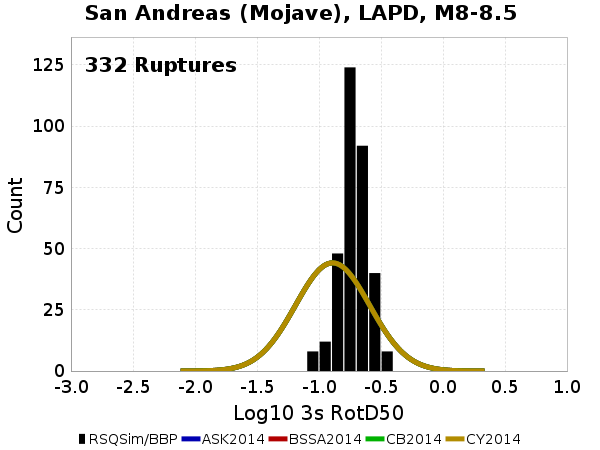 San Andreas (Mojave), LAPD, M8-8.5
332 Ruptures
125
100
75
50
25
0
Count
-3.0 -2.5 -2.0 -1.5 -1.0 -0.5 0.0 0.5 1.0
Log10 3s RotD50
RSQSim/BBP ASK2014 BSSA2014 CB2014 CY2014